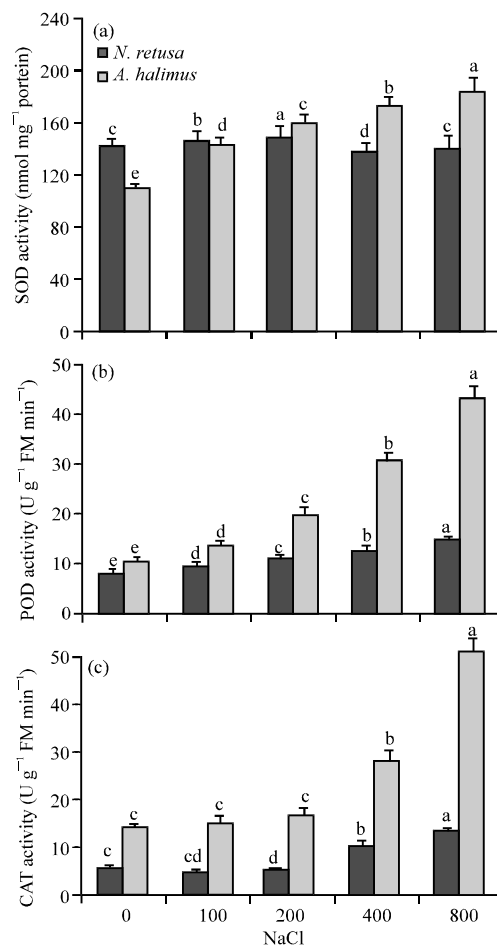 (a)
N. retusa
A. halimus
SOD activity (nmol mg⁻¹ portein)
240
200
160
120
80
40
0
c e b d a c d b c a
(b)
POD activity (U g⁻¹ FM min⁻¹)
50
40
30
20
10
0
e e d d c c b b a a
(c)
CAT activity (U g⁻¹ FM min⁻¹)
50
40
30
20
10
0
c c cd c d c b b a a
0 100 200 400 800
NaCl